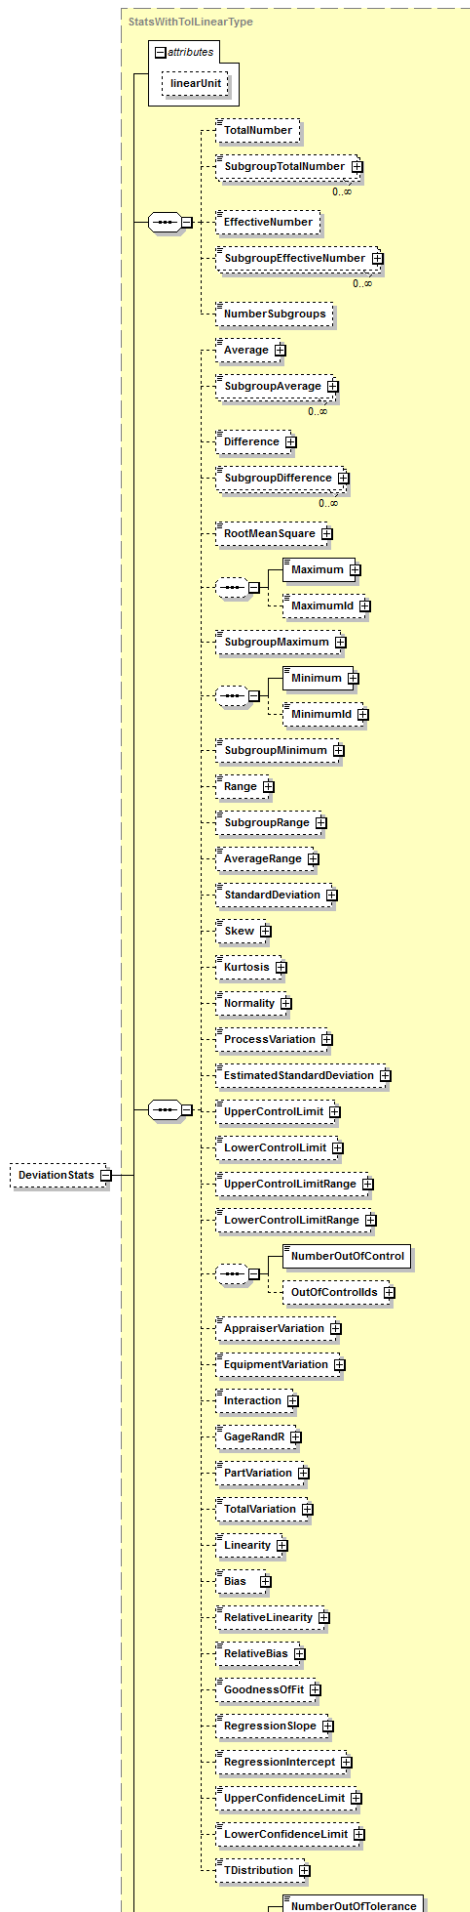 StatsWithTolLinearType
attributes
linearUnit
TotalNumber
SubgroupTotalNumber
0..∞
EffectiveNumber
SubgroupEffectiveNumber
0..∞
NumberSubgroups
Average
SubgroupAverage
0..∞
Difference
SubgroupDifference
0..∞
RootMeanSquare
Maximum
MaximumId
SubgroupMaximum
Minimum
MinimumId
SubgroupMinimum
Range
SubgroupRange
AverageRange
StandardDeviation
Skew
Kurtosis
Normality
ProcessVariation
EstimatedStandardDeviation
UpperControlLimit
LowerControlLimit
DeviationStats
UpperControlLimitRange
LowerControlLimitRange
NumberOutOfControl
OutOfControlIds
AppraiserVariation
EquipmentVariation
Interaction
GageRandR
PartVariation
TotalVariation
Linearity
Bias
RelativeLinearity
RelativeBias
GoodnessOfFit
RegressionSlope
RegressionIntercept
UpperConfidenceLimit
LowerConfidenceLimit
TDistribution
NumberOutOfTolerance